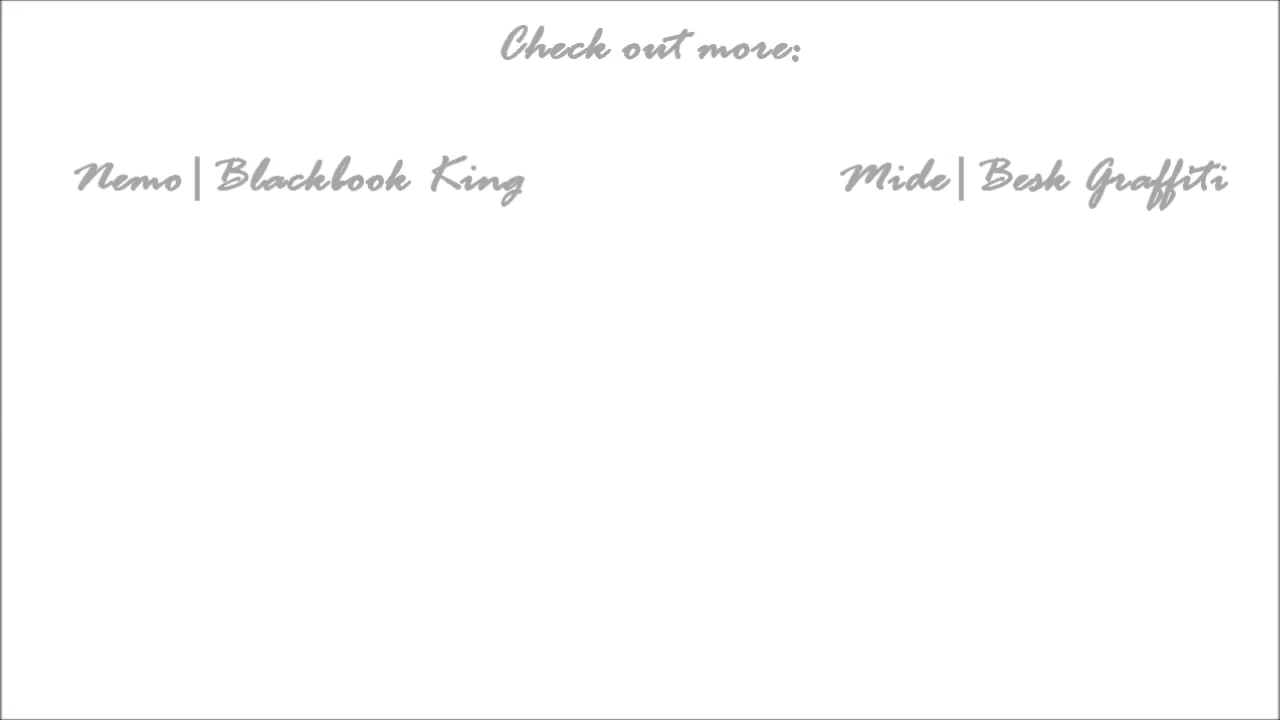 Check out more:
Nemo | Blackbook King
Mide | Besk Graffiti